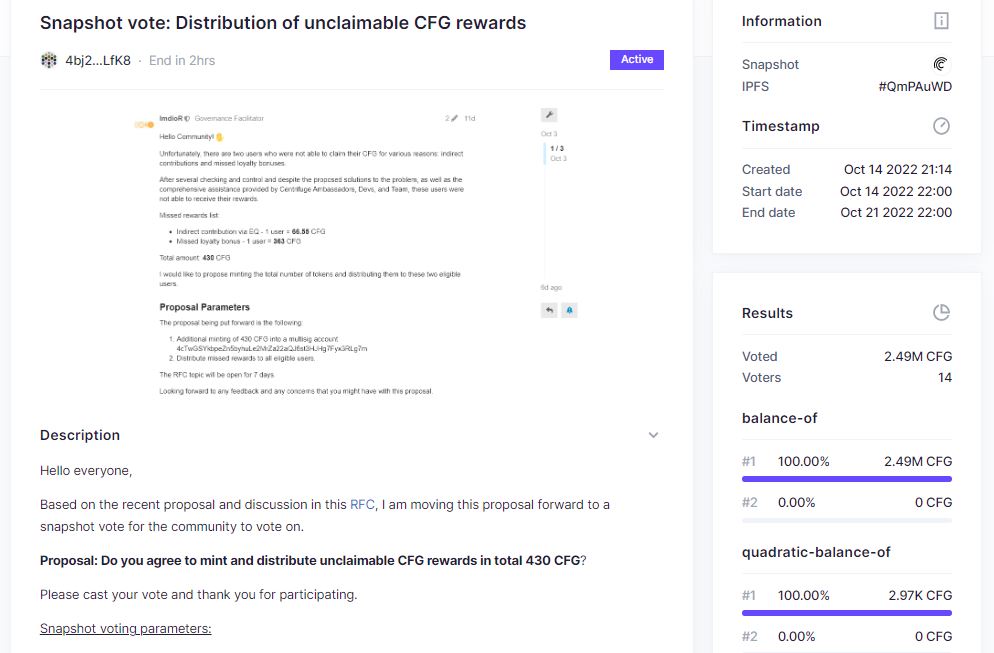 Snapshot vote: Distribution of unclaimable CFG rewards
4bj2...LfK8 · End in 2hrs
Active
ImdioR Governance Facilitator
2
11d
Hello Community!
Unfortunately, there are two users who were not able to claim their CFG for various reasons: indirect
contributions and missed loyalty bonuses.
After several checking and control and despite the proposed solutions to the problem, as well as the
comprehensive assistance provided by Centrifuge Ambassadors, Devs, and Team, these users were
not able to receive their rewards.
Missed rewards list:
• Indirect contribution via EQ - 1 user = 66.58 CFG
• Missed loyalty bonus - 1 user = 363 CFG
Total amount: 430 CFG
I would like to propose minting the total number of tokens and distributing them to these two eligible
users.
Proposal Parameters
The proposal being put forward is the following:
1. Additional minting of 430 CFG into a multisig account
2. Distribute missed rewards to all eligible users.
The RFC topic will be open for 7 days
Looking forward to any feedback and any concerns that you might have with this proposal.
Oct 3
1 / 3
Oct 3
6d ago
Description
Hello everyone,
Based on the recent proposal and discussion in this RFC, I am moving this proposal forward to a
snapshot vote for the community to vote on.
Proposal: Do you agree to mint and distribute unclaimable CFG rewards in total 430 CFG?
Please cast your vote and thank you for participating.
Snapshot voting parameters:
Information
Snapshot
IPFS #QmPAuWD
Timestamp
Created Oct 14 2022 21:14
Start date Oct 14 2022 22:00
End date Oct 21 2022 22:00
Results
Voted 2.49M CFG
Voters 14
balance-of
#1 100.00% 2.49M CFG
#2 0.00% 0 CFG
quadratic-balance-of
#1 100.00% 2.97K CFG
#2 0.00% 0 CFG